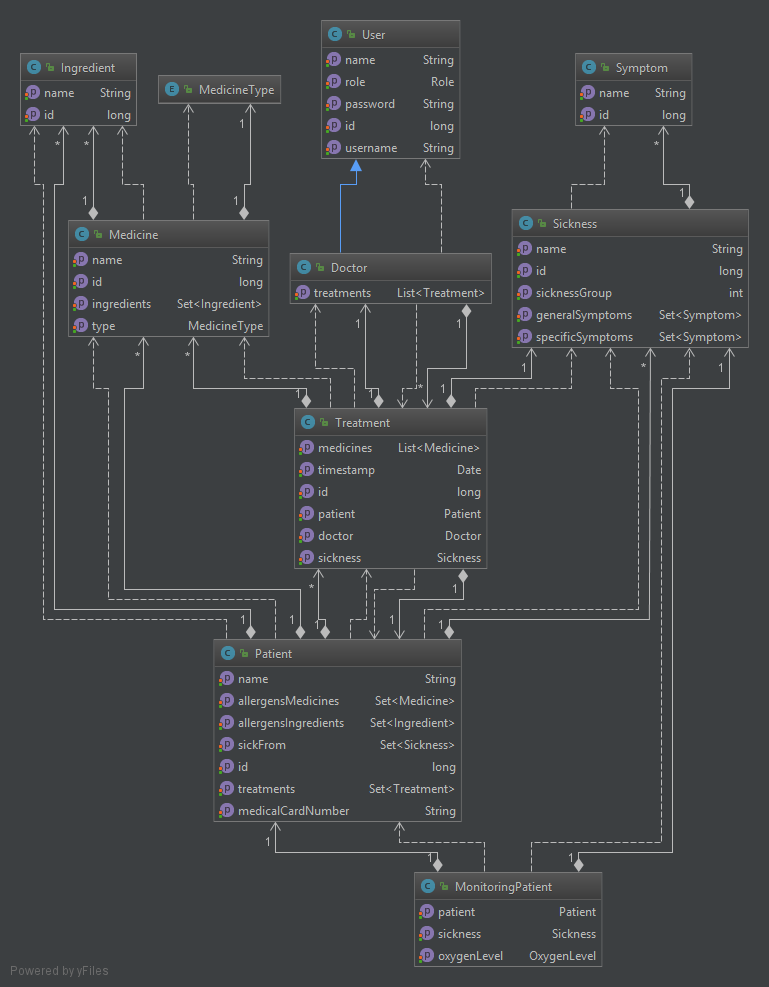 C User
p name String
p role Role
p password String
p id long
p username String
C Ingredient
p name String
p id long
E MedicineType
C Symptom
p name String
p id long
* * 1 *
1 1 1
C Medicine
p name String
p id long
p ingredients Set<Ingredient>
p type MedicineType
C Sickness
p name String
p id long
p sicknessGroup int
p generalSymptoms Set<Symptom>
p specificSymptoms Set<Symptom>
C Doctor
p treatments List<Treatment>
* * 1 1 * 1 * 1
1 1 1
C Treatment
p medicines List<Medicine>
p timestamp Date
p id long
p patient Patient
p doctor Doctor
p sickness Sickness
* 1
1 1 1 1 1
C Patient
p name String
p allergensMedicines Set<Medicine>
p allergensIngredients Set<Ingredient>
p sickFrom Set<Sickness>
p id long
p treatments Set<Treatment>
p medicalCardNumber String
1
1 1
C MonitoringPatient
p patient Patient
p sickness Sickness
p oxygenLevel OxygenLevel
Powered by yFiles